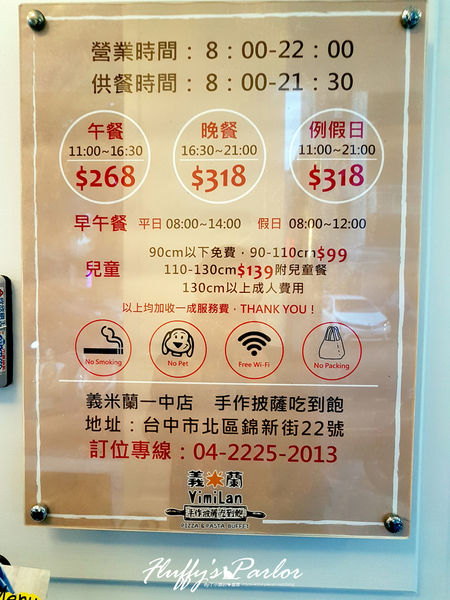 營業時間：8：00-22：00
供餐時間：8：00-21：30
午餐
11:00~16:30
$268
晚餐
16:30~21:00
$318
例假日
11:00~21:00
$318
早午餐 平日 08:00~14:00 假日 08:00~12:00
兒童
90cm以下免費，90-110cm$99
110-130cm$139附兒童餐
130cm以上成人費用
以上均加收一成服務費，THANK YOU！
No Smoking
No Pet
Free Wi-Fi
No Packing
義米蘭一中店 手作披薩吃到飽
地址：台中市北區錦新街22號
訂位專線：04-2225-2013
義 蘭
YimiLan
手作披薩吃到飽
PIZZA & PASTA BUFFET
Fluffy's Parlor
Menu